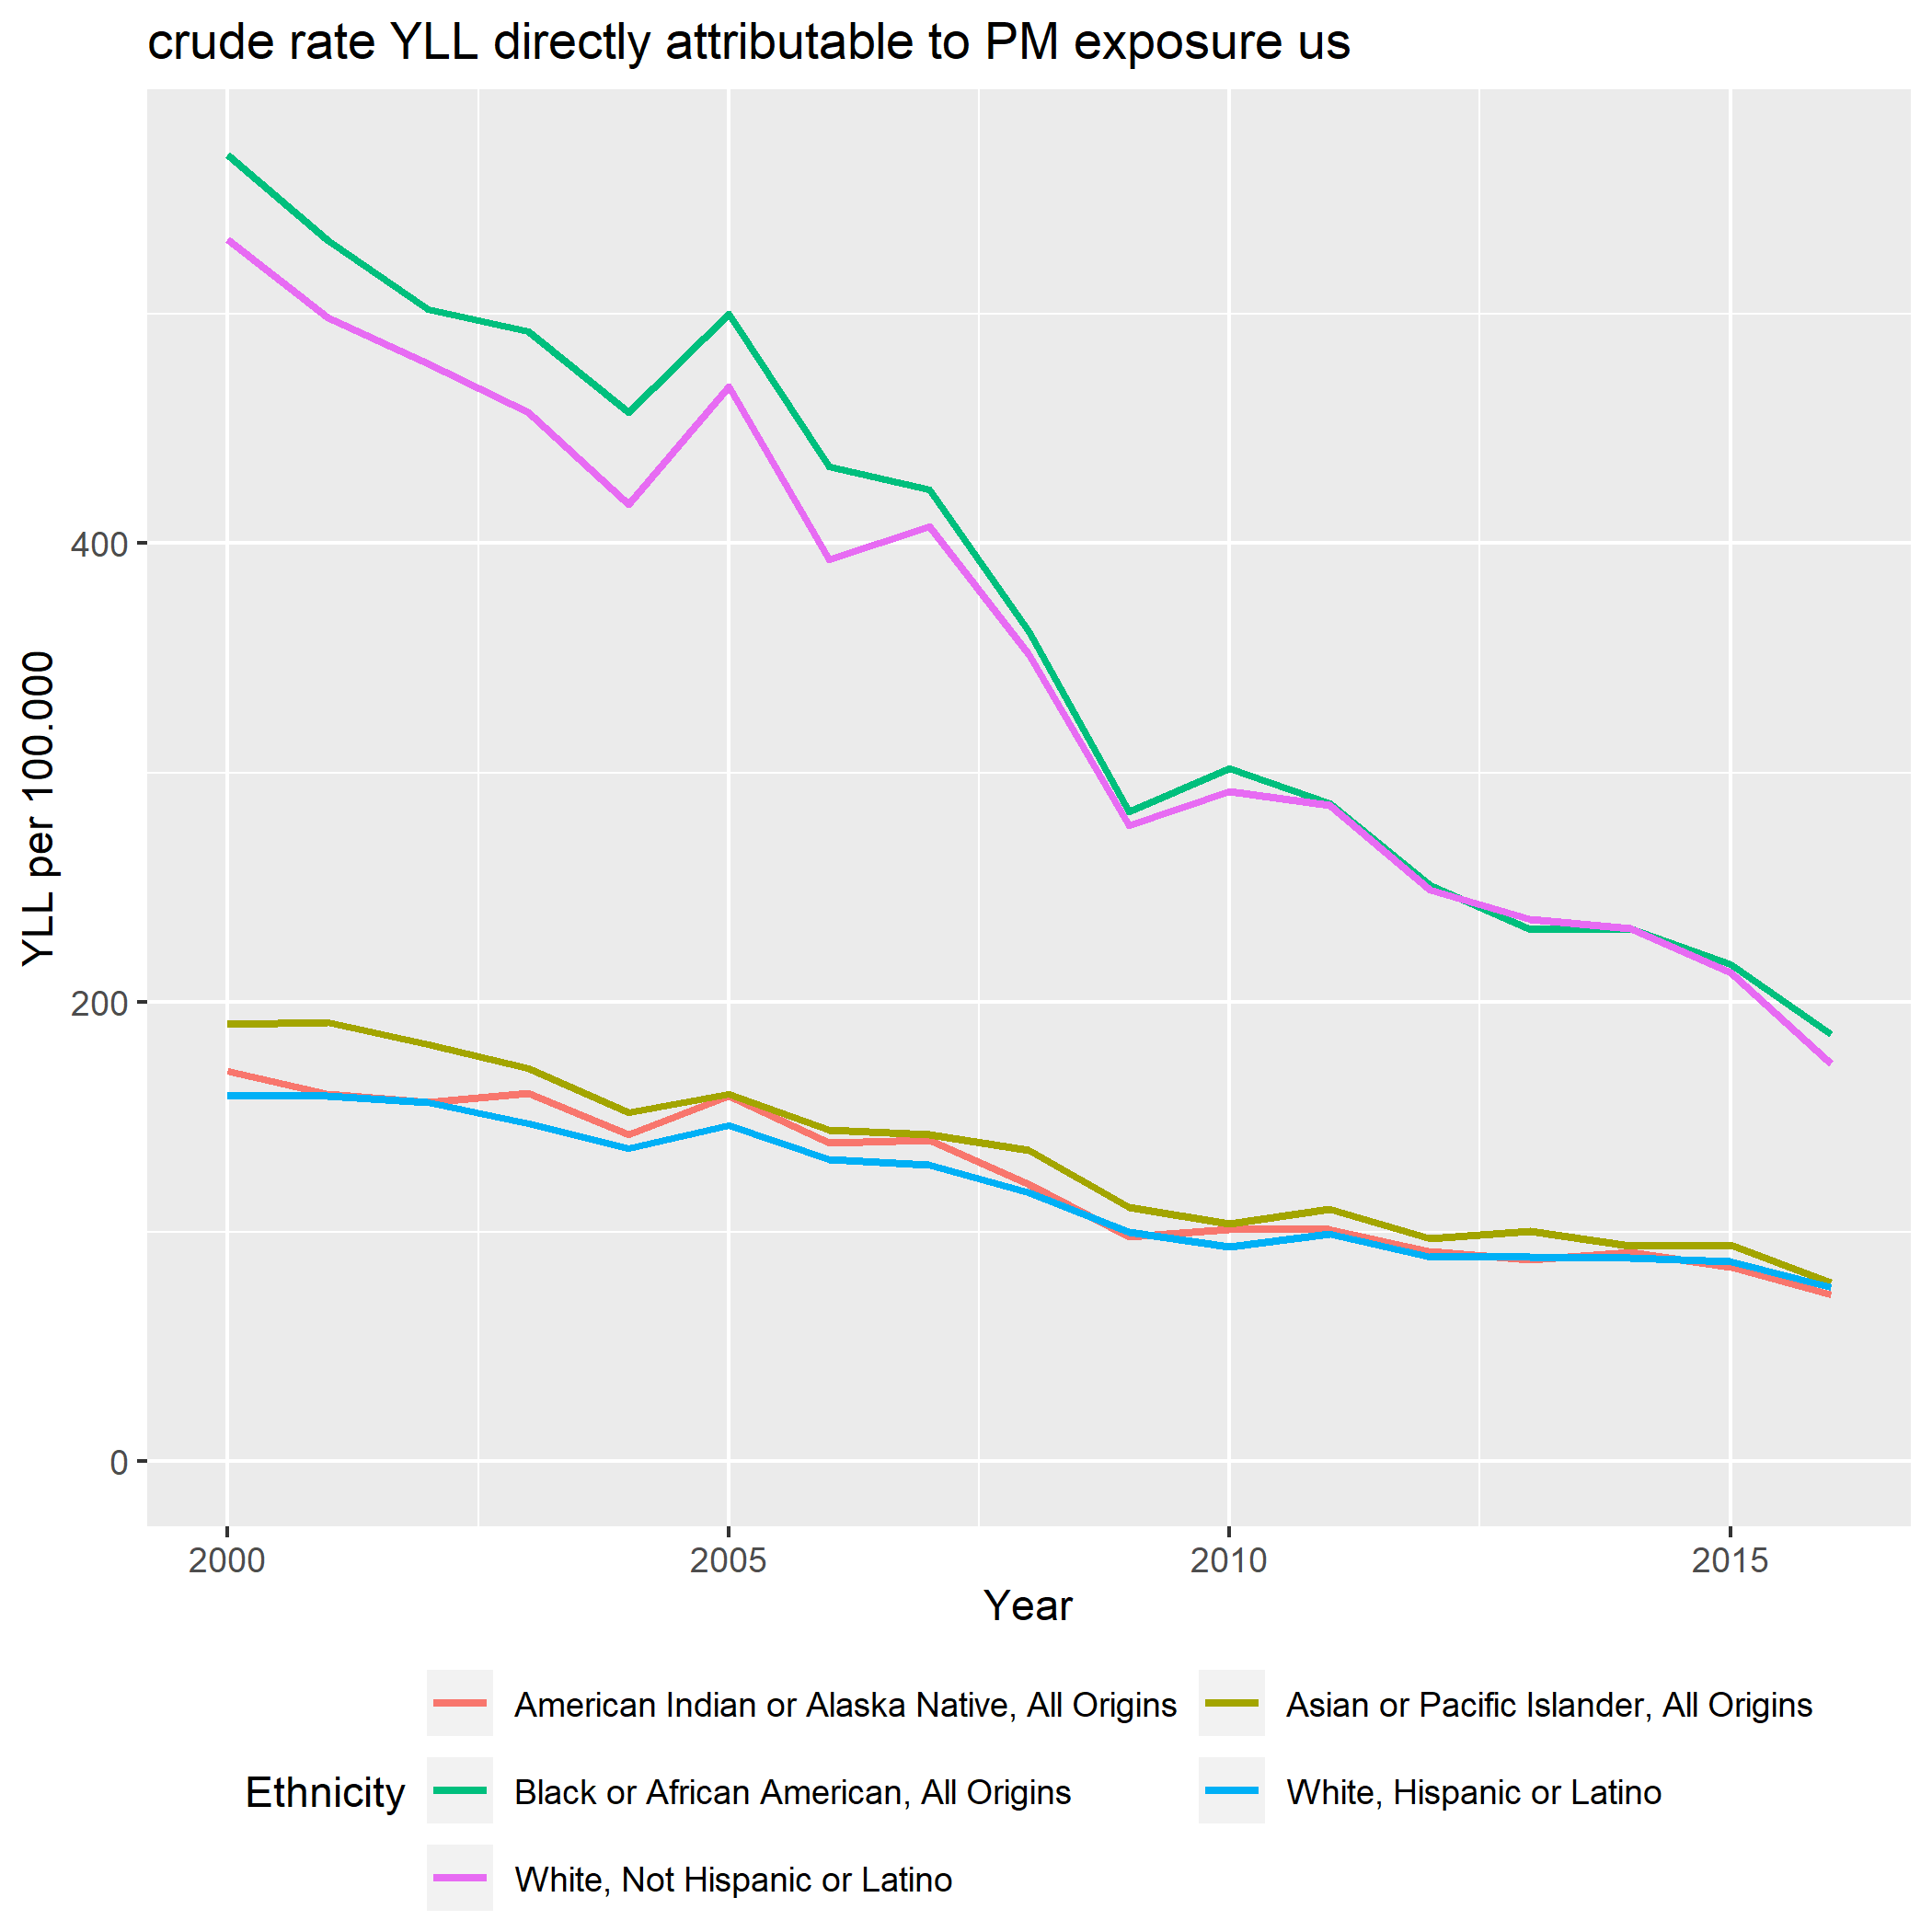 crude rate YLL directly attributable to PM exposure us
YLL per 100.000
400
200
0
2000 2005 2010 2015
Year
Ethnicity
American Indian or Alaska Native, All Origins
Asian or Pacific Islander, All Origins
Black or African American, All Origins
White, Hispanic or Latino
White, Not Hispanic or Latino